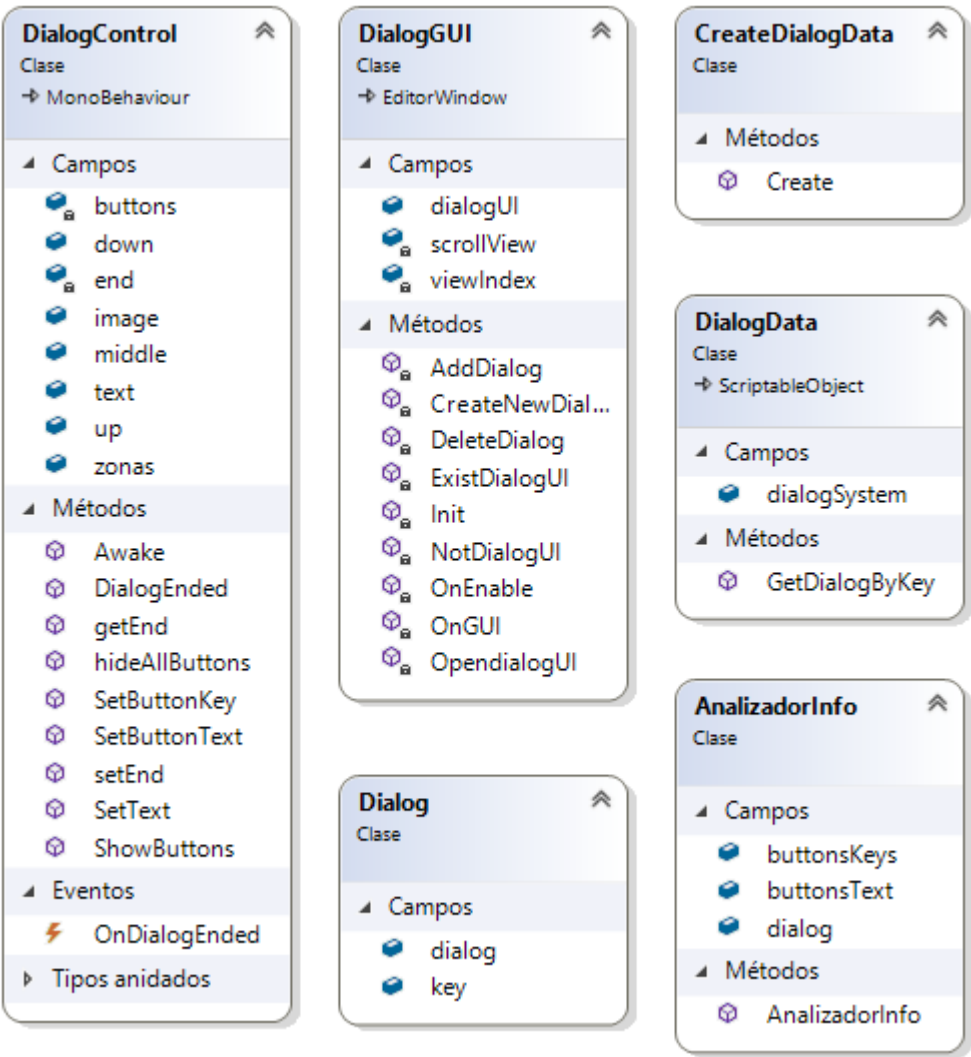 DialogControl
Clase
MonoBehaviour
Campos
buttons
down
end
image
middle
text
up
zonas
Métodos
Awake
DialogEnded
getEnd
hideAllButtons
SetButtonKey
SetButtonText
setEnd
SetText
ShowButtons
Eventos
OnDialogEnded
Tipos anidados
DialogGUI
Clase
EditorWindow
Campos
dialogUI
scrollView
viewIndex
Métodos
AddDialog
CreateNewDial...
DeleteDialog
ExistDialogUI
Init
NotDialogUI
OnEnable
OnGUI
OpendialogUI
Dialog
Clase
Campos
dialog
key
CreateDialogData
Clase
Métodos
Create
DialogData
Clase
ScriptableObject
Campos
dialogSystem
Métodos
GetDialogByKey
AnalizadorInfo
Clase
Campos
buttonsKeys
buttonsText
dialog
Métodos
AnalizadorInfo